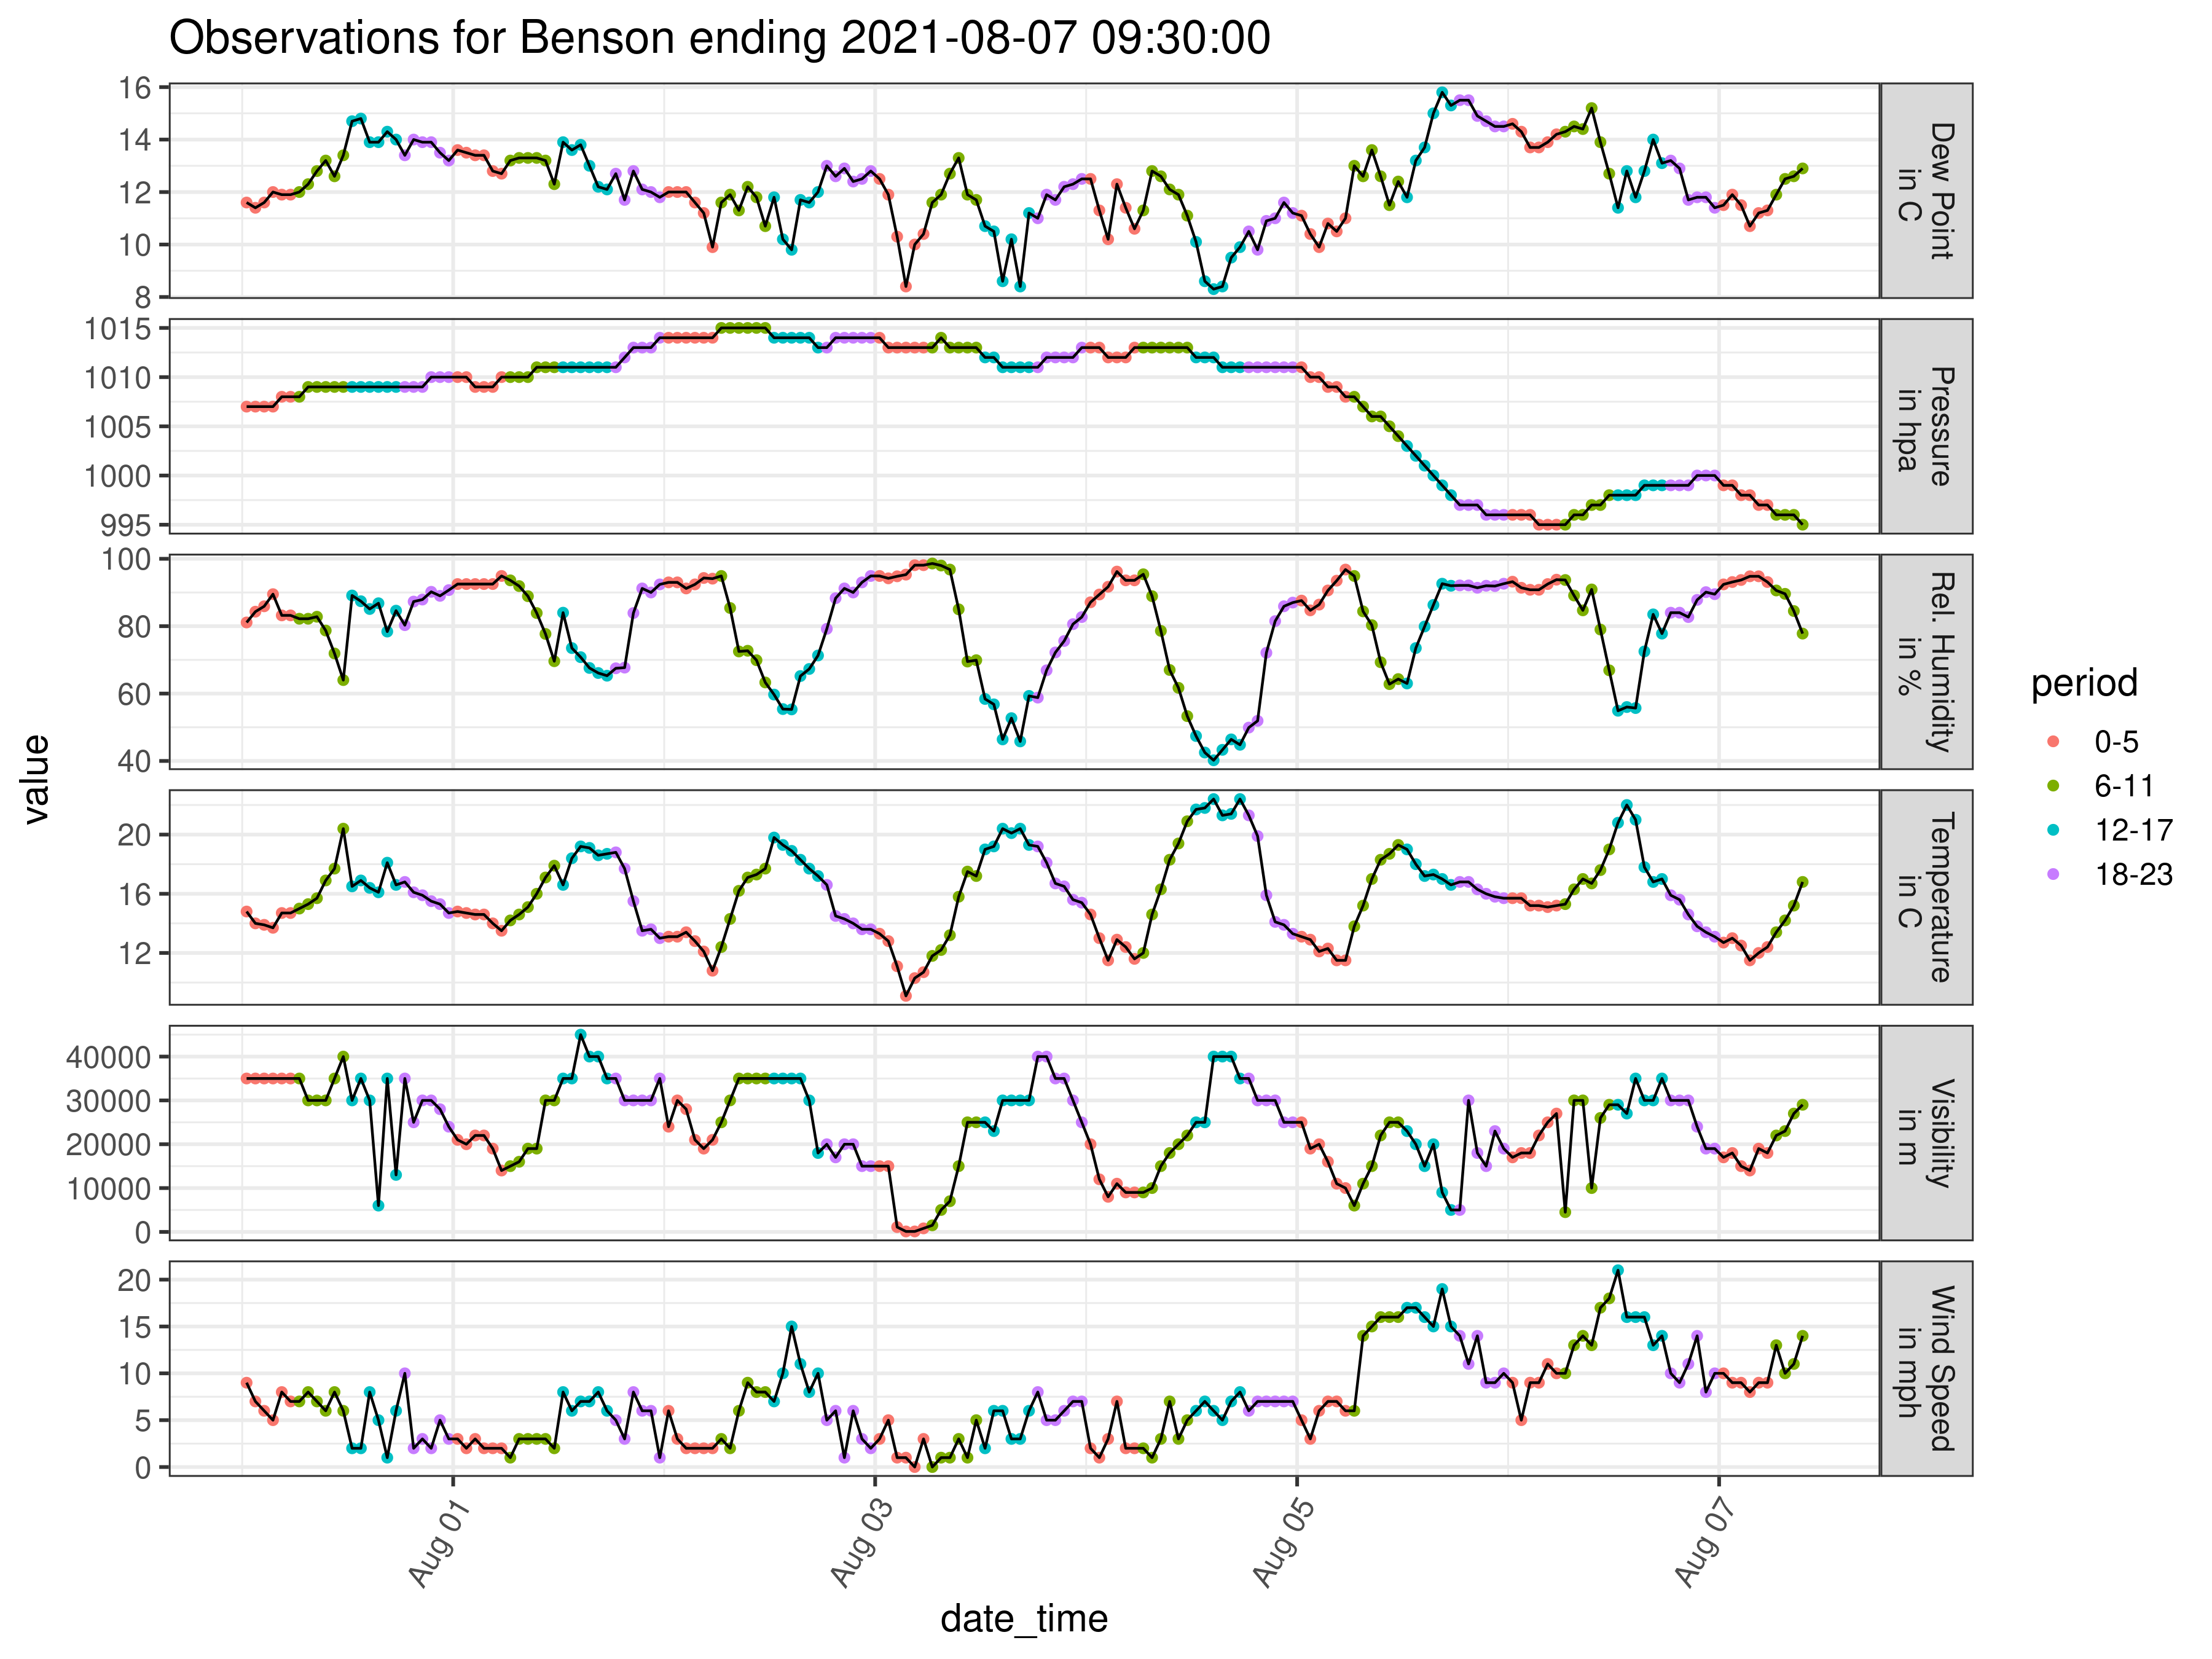 Observations for Benson ending 2021-08-07 09:30:00
value
16
14
12
10
8
Dew Point
in C
1015
1010
1005
1000
995
Pressure
in hpa
100
80
60
40
Rel. Humidity
in %
20
16
12
Temperature
in C
40000
30000
20000
10000
0
Visibility
in m
20
15
10
5
0
Wind Speed
in mph
Aug 01
Aug 03
Aug 05
Aug 07
date_time
period
0-5
6-11
12-17
18-23